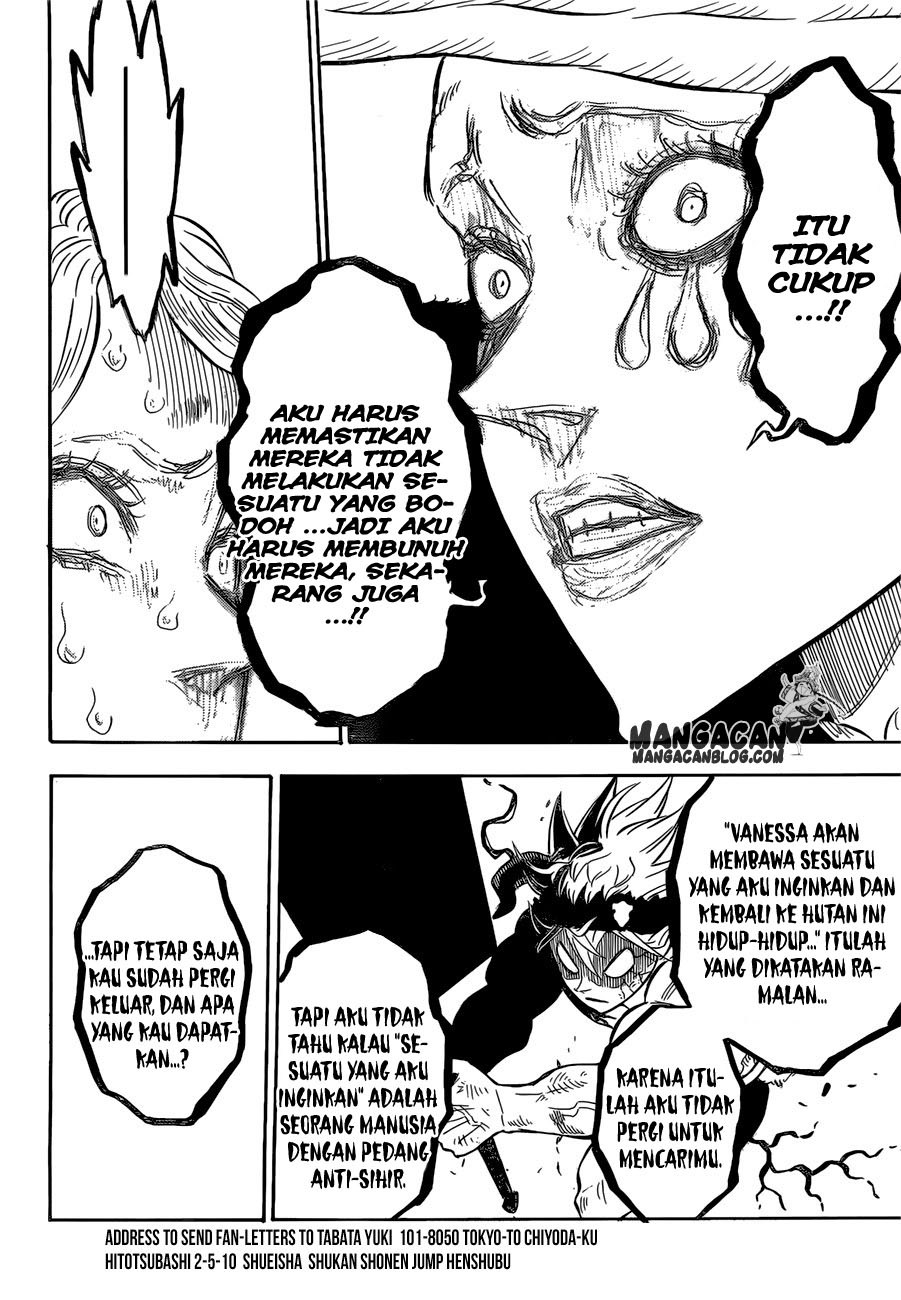 ITU
TIDAK
CUKUP
...!!
AKU HARUS
MEMASTIKAN
MEREKA TIDAK
MELAKUKAN SE-
SUATU YANG BO-
DOH ...JADI AKU
HARUS MEMBUNUH
MEREKA, SEKA-
RANG JUGA
...!!
MANGACAN
MANGACANBLOG.COM
"VANESSA AKAN
MEMBAWA SESUATU
YANG AKU INGINKAN DAN
KEMBALI KE HUTAN INI
HIDUP-HIDUP..." ITULAH
YANG DIKATAKAN RA-
MALAN...
KARENA ITU-
LAH AKU TIDAK
PERGI UNTUK
MENCARIMU.
TAPI AKU TIDAK
TAHU KALAU "SE-
SUATU YANG AKU
INGINKAN" ADALAH
SEORANG MANUSIA
DENGAN PEDANG
ANTI-SIHIR.
...TAPI TETAP SAJA
KAU SUDAH PERGI
KELUAR, DAN APA
YANG KAU DAPAT-
KAN...?
ADDRESS TO SEND FAN-LETTERS TO TABATA YUKI 101-8050 TOKYO-TO CHIYODA-KU
HITOTSUBASHI 2-5-10 SHUEISHA SHUKAN SHONEN JUMP HENSHUBU